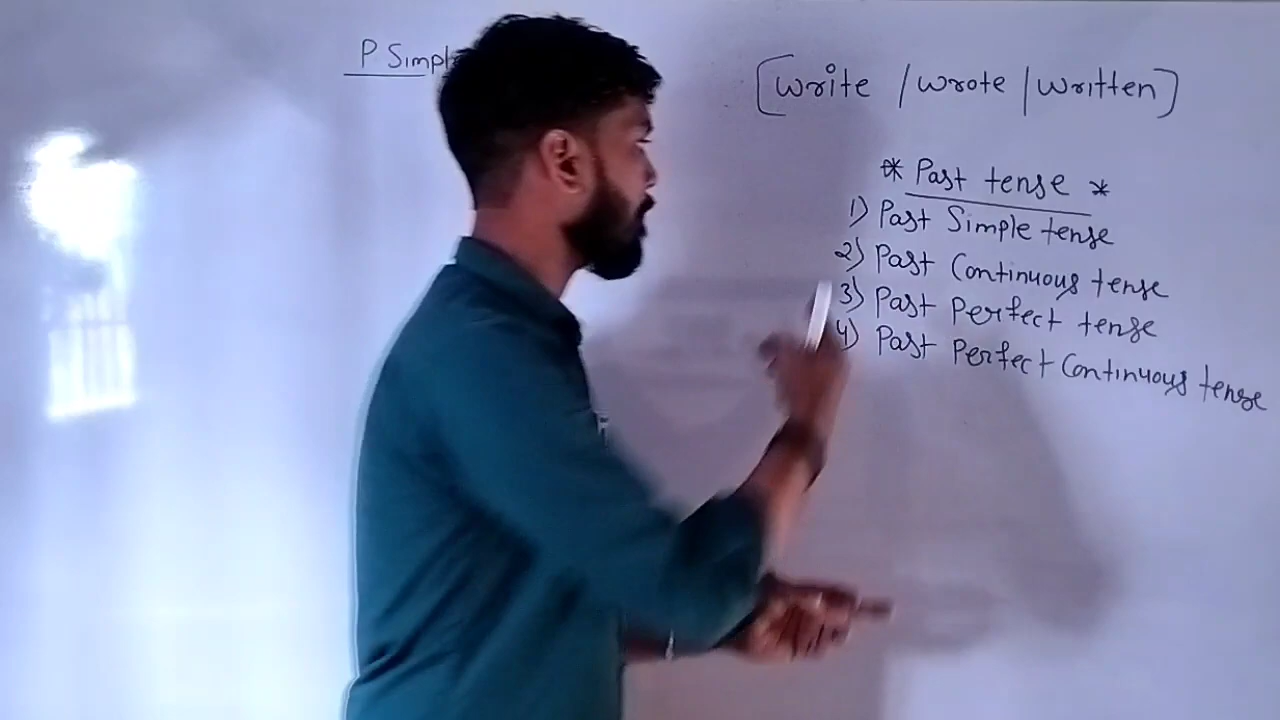 P Simpl
[write / wrote / written]
* Past tense *
1) Past Simple tense
2) Past Continuous tense
3) Past Perfect tense
4) Past Perfect Continuous tense